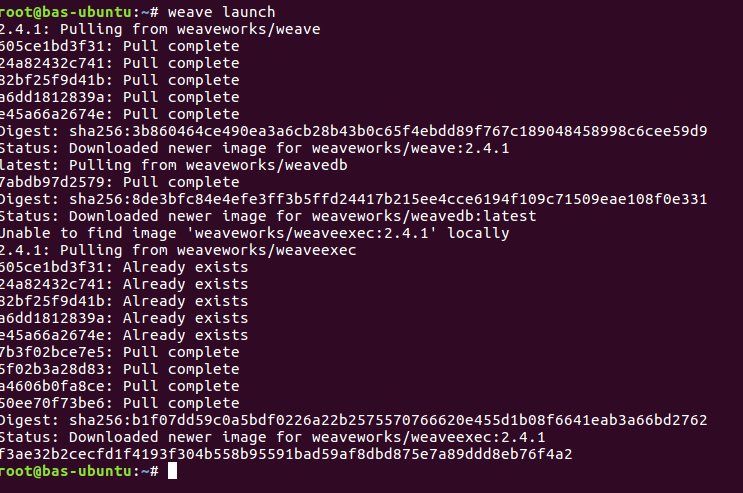 root@bas-ubuntu:~# weave launch
2.4.1: Pulling from weaveworks/weave
605ce1bd3f31: Pull complete
24a82432c741: Pull complete
82bf25f9d41b: Pull complete
a6dd1812839a: Pull complete
e45a66a2674e: Pull complete
Digest: sha256:3b860464ce490ea3a6cb28b43b0c65f4ebdd89f767c189048458998c6cee59d9
Status: Downloaded newer image for weaveworks/weave:2.4.1
latest: Pulling from weaveworks/weavedb
7abdb97d2579: Pull complete
Digest: sha256:8de3bfc84e4efe3ff3b5ffd24417b215ee4cce6194f109c71509eae108f0e331
Status: Downloaded newer image for weaveworks/weavedb:latest
Unable to find image 'weaveworks/weaveexec:2.4.1' locally
2.4.1: Pulling from weaveworks/weaveexec
605ce1bd3f31: Already exists
24a82432c741: Already exists
82bf25f9d41b: Already exists
a6dd1812839a: Already exists
e45a66a2674e: Already exists
7b3f02bce7e5: Pull complete
5f02b3a28d83: Pull complete
a4606b0fa8ce: Pull complete
50ee70f73be6: Pull complete
Digest: sha256:b1f07dd59c0a5bdf0226a22b2575570766620e455d1b08f6641eab3a66bd2762
Status: Downloaded newer image for weaveworks/weaveexec:2.4.1
f3ae32b2cecfd1f4193f304b558b95591bad59af8dbd875e7a89ddd8eb76f4a2
root@bas-ubuntu:~#